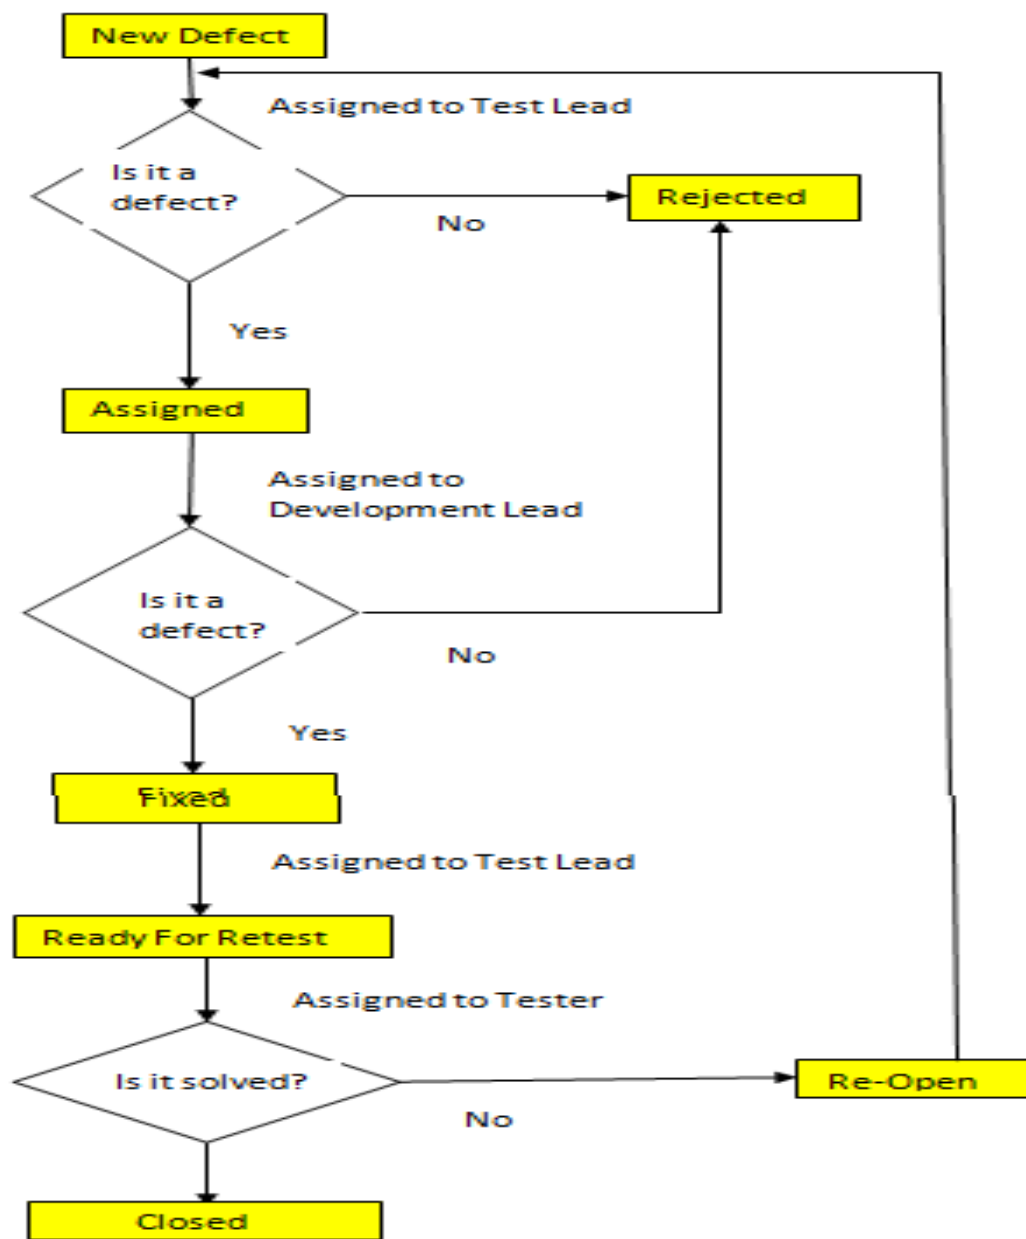 New Defect
Assigned to Test Lead
Is it a
defect?
No
Rejected
Yes
Assigned
Assigned to
Development Lead
Is it a
defect?
No
Yes
Fixed
Assigned to Test Lead
Ready For Retest
Assigned to Tester
Is it solved?
No
Re-Open
Closed